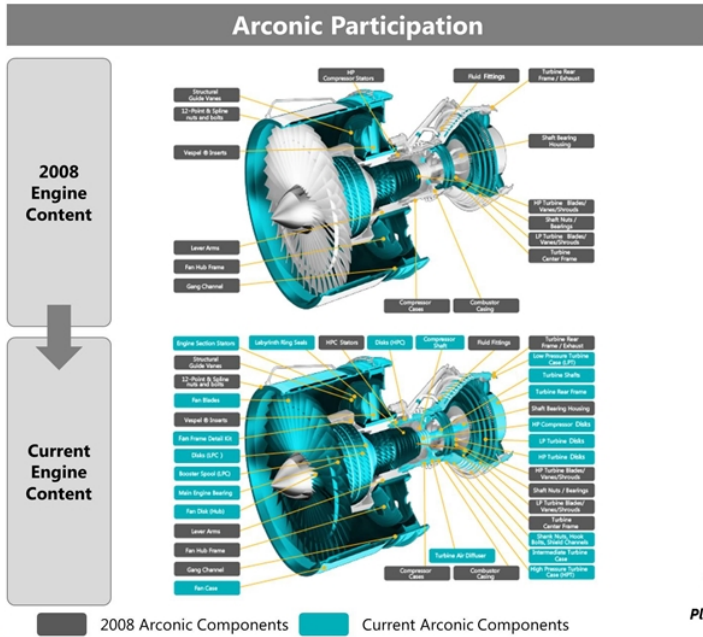 Arconic Participation
2008
Engine
Content
HP
Compressor Stators
Fluid Fittings
Turbine Rear
Frame / Exhaust
Structural
Guide Vanes
12-Point & Spline
nuts and bolts
Vespel ® Inserts
Shaft Bearing
Housing
HP Turbine Blades/
Vanes/Shrouds
Shaft Nuts /
Bearings
LP Turbine Blades/
Vanes/Shrouds
Turbine
Center Frame
Lever Arms
Fan Hub Frame
Gang Channel
Compressor
Cases
Combustor
Casing
Current
Engine
Content
Engine Section Stators
Labyrinth Ring Seals
HPC Stators
Disks (HPC)
Compressor
Shaft
Fluid Fittings
Turbine Rear
Frame / Exhaust
Structural
Guide Vanes
12-Point & Spline
nuts and bolts
Fan Blades
Vespel ® Inserts
Fan Frame Detail Kit
Disks (LPC )
Booster Spool (LPC)
Main Engine Bearing
Fan Disk (Hub)
Lever Arms
Fan Hub Frame
Gang Channel
Fan Case
Low Pressure Turbine
Case (LPT)
Turbine Shafts
Turbine Rear Frame
Shaft Bearing Housing
HP Compressor Disks
LP Turbine Disks
HP Turbine Disks
HP Turbine Blades/
Vanes/Shrouds
Shaft Nuts / Bearings
LP Turbine Blades/
Vanes/Shrouds
Turbine
Center Frame
Shank Nuts, Hook
Bolts, Shield Channels
Intermediate Turbine
Case
High Pressure Turbine
Case (HPT)
Turbine Air Diffuser
Compressor
Cases
Combustor
Casing
2008 Arconic Components
Current Arconic Components